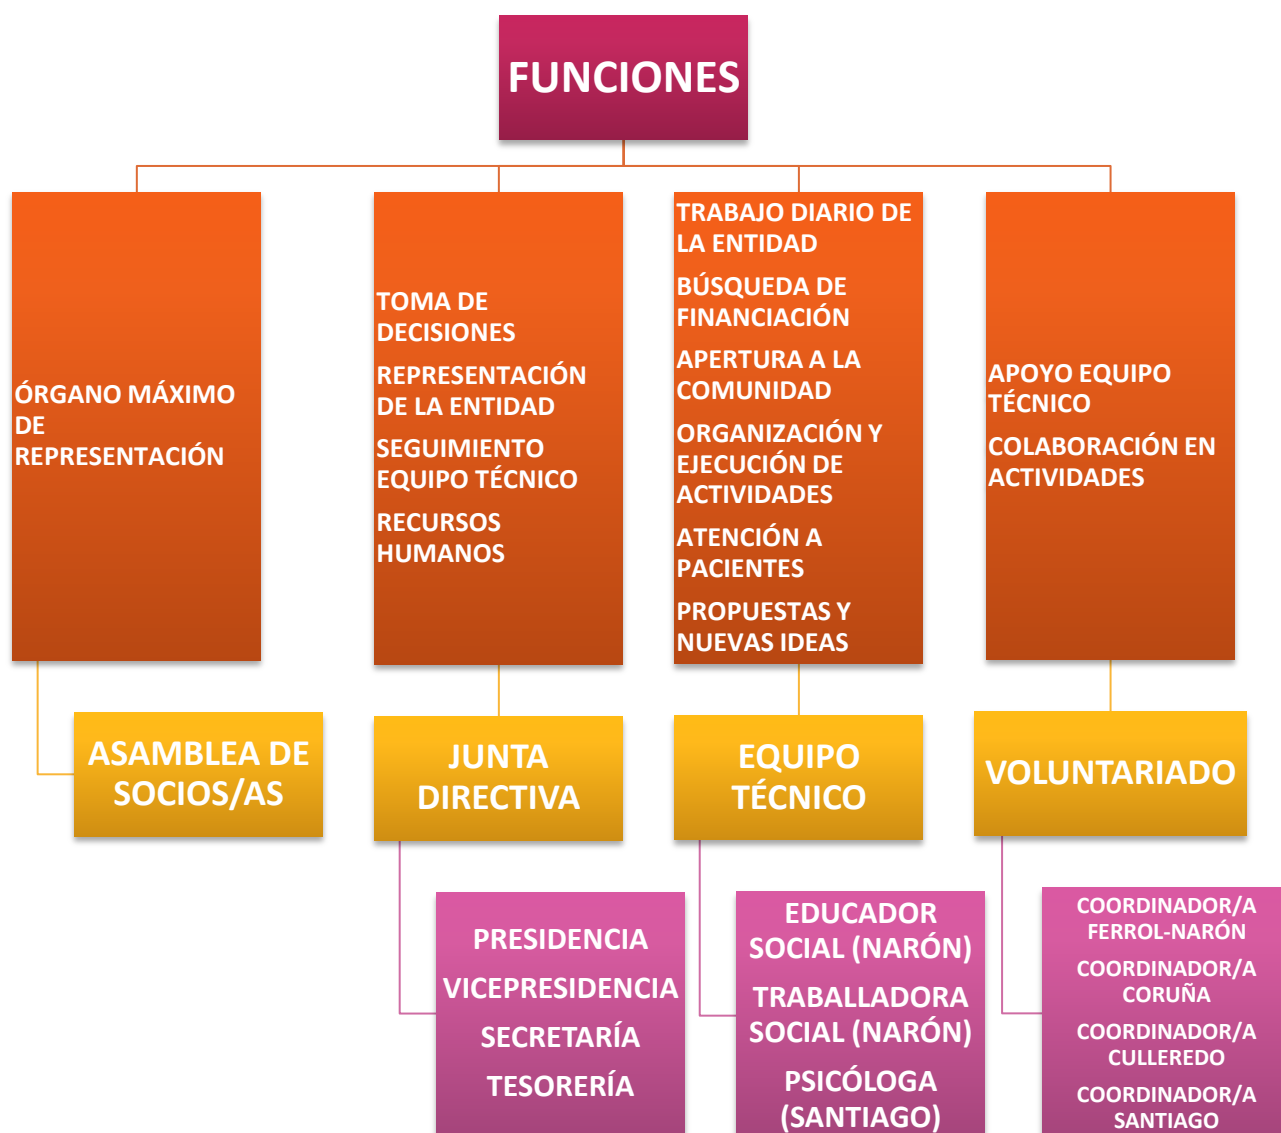 FUNCIONES
ÓRGANO MÁXIMO
DE
REPRESENTACIÓN
TOMA DE
DECISIONES
REPRESENTACIÓN
DE LA ENTIDAD
SEGUIMIENTO
EQUIPO TÉCNICO
RECURSOS
HUMANOS
TRABAJO DIARIO DE
LA ENTIDAD
BÚSQUEDA DE
FINANCIACIÓN
APERTURA A LA
COMUNIDAD
ORGANIZACIÓN Y
EJECUCIÓN DE
ACTIVIDADES
ATENCIÓN A
PACIENTES
PROPUESTAS Y
NUEVAS IDEAS
APOYO EQUIPO
TÉCNICO
COLABORACIÓN EN
ACTIVIDADES
ASAMBLEA DE
SOCIOS/AS
JUNTA
DIRECTIVA
EQUIPO
TÉCNICO
VOLUNTARIADO
PRESIDENCIA
VICEPRESIDENCIA
SECRETARÍA
TESORERÍA
EDUCADOR
SOCIAL (NARÓN)
TRABALLADORA
SOCIAL (NARÓN)
PSICÓLOGA
(SANTIAGO)
COORDINADOR/A
FERROL-NARÓN
COORDINADOR/A
CORUÑA
COORDINADOR/A
CULLEREDO
COORDINADOR/A
SANTIAGO